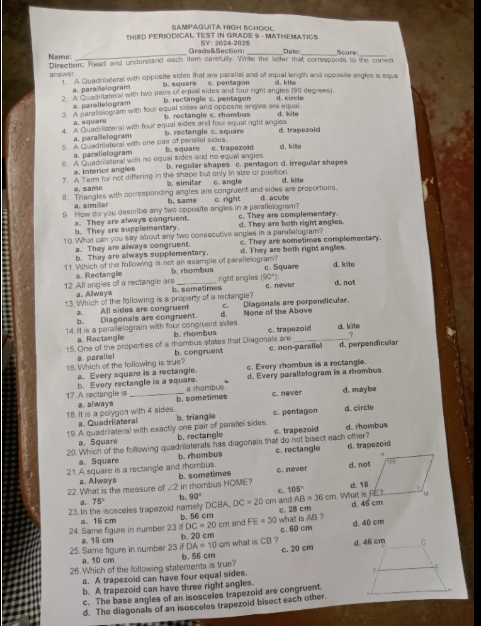 SAMPAGUITA HIGH SCHOOL
THIRD PERIODICAL TEST IN GRADE 9 - MATHEMATICS
SY: 2024-2025
Name: Grade&Section: Date: Score:
Direction: Read and understand each item carefully. Write the letter that corresponds to the correct
answer.
1. A Quadrilateral with opposite sides that are parallel and of equal length and opposite angles is equal
a. parallelogram b. square c. pentagon d. kite
2. A Quadrilateral with two pairs of equal sides and four right angles (90 degrees)
a. parallelogram b. rectangle c. pentagon d. circle
3. A parallelogram with four equal sides and opposite angles are equal.
a. square b. rectangle c. rhombus d. kite
4. A Quadrilateral with four equal sides and four equal right angles.
a. parallelogram b. rectangle c. square d. trapezoid
5. A Quadrilateral with one pair of parallel sides.
a. parallelogram b. square c. trapezoid d. kite
6. A Quadrilateral with no equal sides and no equal angles.
a. interior angles b. regular shapes c. pentagon d. irregular shapes
7. A Term for not differing in the shape but only in size or position
a. same b. similar c. angle d. kite
8. Triangles with corresponding angles are congruent and sides are proportions.
a. similar b. same c. right d. acute
9. How do you describe any two opposite angles in a parallelogram?
a. They are always congruent. c. They are complementary.
b. They are supplementary. d. They are both right angles.
10. What can you say about any two consecutive angles in a parallelogram?
a. They are always congruent. c. They are sometimes complementary.
b. They are always supplementary. d. They are both right angles.
11. Which of the following is not an example of parallelogram?
a. Rectangle b. rhombus c. Square d. kite
12. All angles of a rectangle are ________ right angles (90°).
a. Always b. sometimes c. never d. not
13. Which of the following is a property of a rectangle?
a. All sides are congruent c. Diagonals are perpendicular.
b. Diagonals are congruent. d. None of the Above
14. It is a parallelogram with four congruent sides
a. Rectangle b. rhombus c. trapezoid d. kite
15. One of the properties of a rhombus states that Diagonals are ________?
a. parallel b. congruent c. non-parallel d. perpendicular
16. Which of the following is true?
a. Every square is a rectangle. c. Every rhombus is a rectangle.
b. Every rectangle is a square. d. Every parallelogram is a rhombus.
17. A rectangle is ________ a rhombus.
a. always b. sometimes c. never d. maybe
18. It is a polygon with 4 sides.
a. Quadrilateral b. triangle c. pentagon d. circle
19. A quadrilateral with exactly one pair of parallel sides.
a. Square b. rectangle c. trapezoid d. rhombus
20. Which of the following quadrilaterals has diagonals that do not bisect each other?
a. Square b. rhombus c. rectangle d. trapezoid
21. A square is a rectangle and rhombus.
a. Always b. sometimes c. never d. not
22. What is the measure of ∠2 in rhombus HOME?
a. 75° b. 90° c. 105° d. 18
23. In the isosceles trapezoid namely DCBA, DC = 20 cm and AB = 36 cm. What is FE?
a. 16 cm b. 56 cm c. 28 cm d. 46 cm
24. Same figure in number 23 if DC = 20 cm and FE = 30 what is AB ?
a. 16 cm b. 20 cm c. 60 cm d. 40 cm
25. Same figure in number 23 if DA = 10 cm what is CB ?
a. 10 cm b. 56 cm c. 20 cm d. 46 cm
26. Which of the following statements is true?
a. A trapezoid can have four equal sides.
b. A trapezoid can have three right angles.
c. The base angles of an isosceles trapezoid are congruent.
d. The diagonals of an isosceles trapezoid bisect each other.